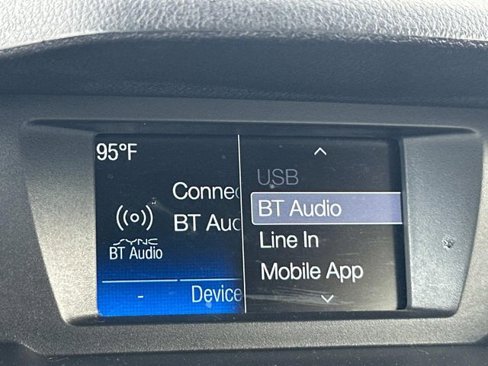 95°F
Connec
BT Aud
SYNC
BT Audio
-
Device
USB
BT Audio
Line In
Mobile App